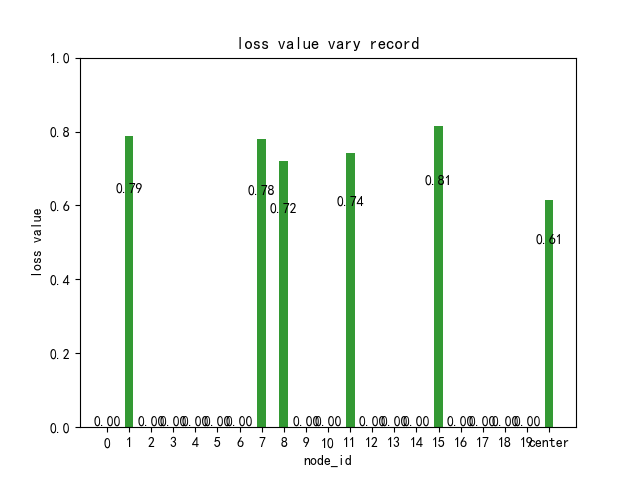 loss value vary record
loss value
1.0
0.8
0.6
0.4
0.2
0.0
0.00 0.79 0.00 0.00 0.00 0.00 0.00 0.78 0.72 0.00 0.00 0.74 0.00 0.00 0.00 0.81 0.00 0.00 0.00 0.00 0.61
0 1 2 3 4 5 6 7 8 9 10 11 12 13 14 15 16 17 18 19 center
node_id